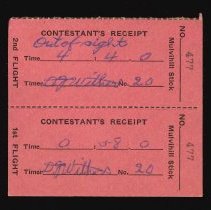 CONTESTANT'S RECEIPT
2nd FLIGHT
Out of sight
Time 4 4 0
Timer No. 20
NO. 477
Mulvihill Stick
CONTESTANT'S RECEIPT
1st FLIGHT
Time 0 58 0
Timer No. 20
NO. 477
Mulvihill Stick